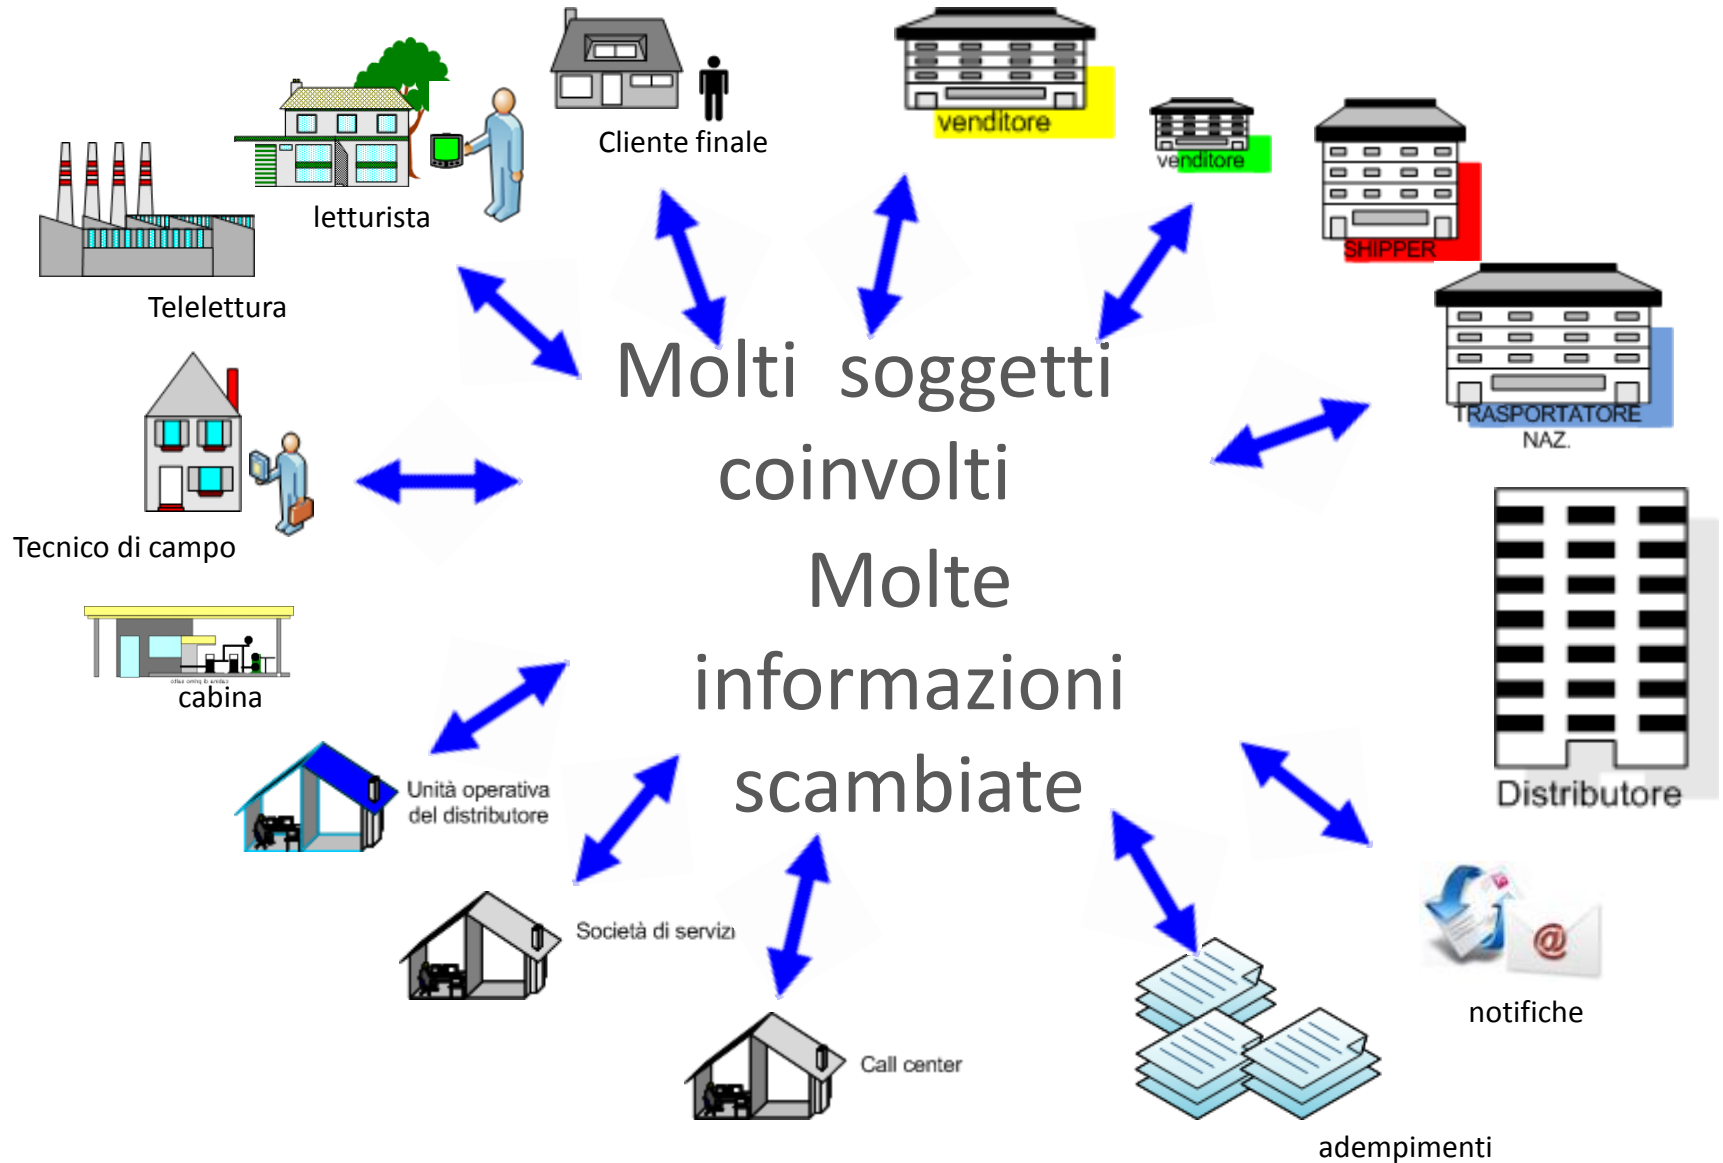 Cliente finale
venditore
venditore
SHIPPER
letturista
Telelettura
TRASPORTATORE
NAZ.
Molti soggetti
coinvolti
Molte
informazioni
scambiate
Tecnico di campo
cabina
Unità operativa
del distributore
Distributore
Società di servizi
@
notifiche
Call center
adempimenti